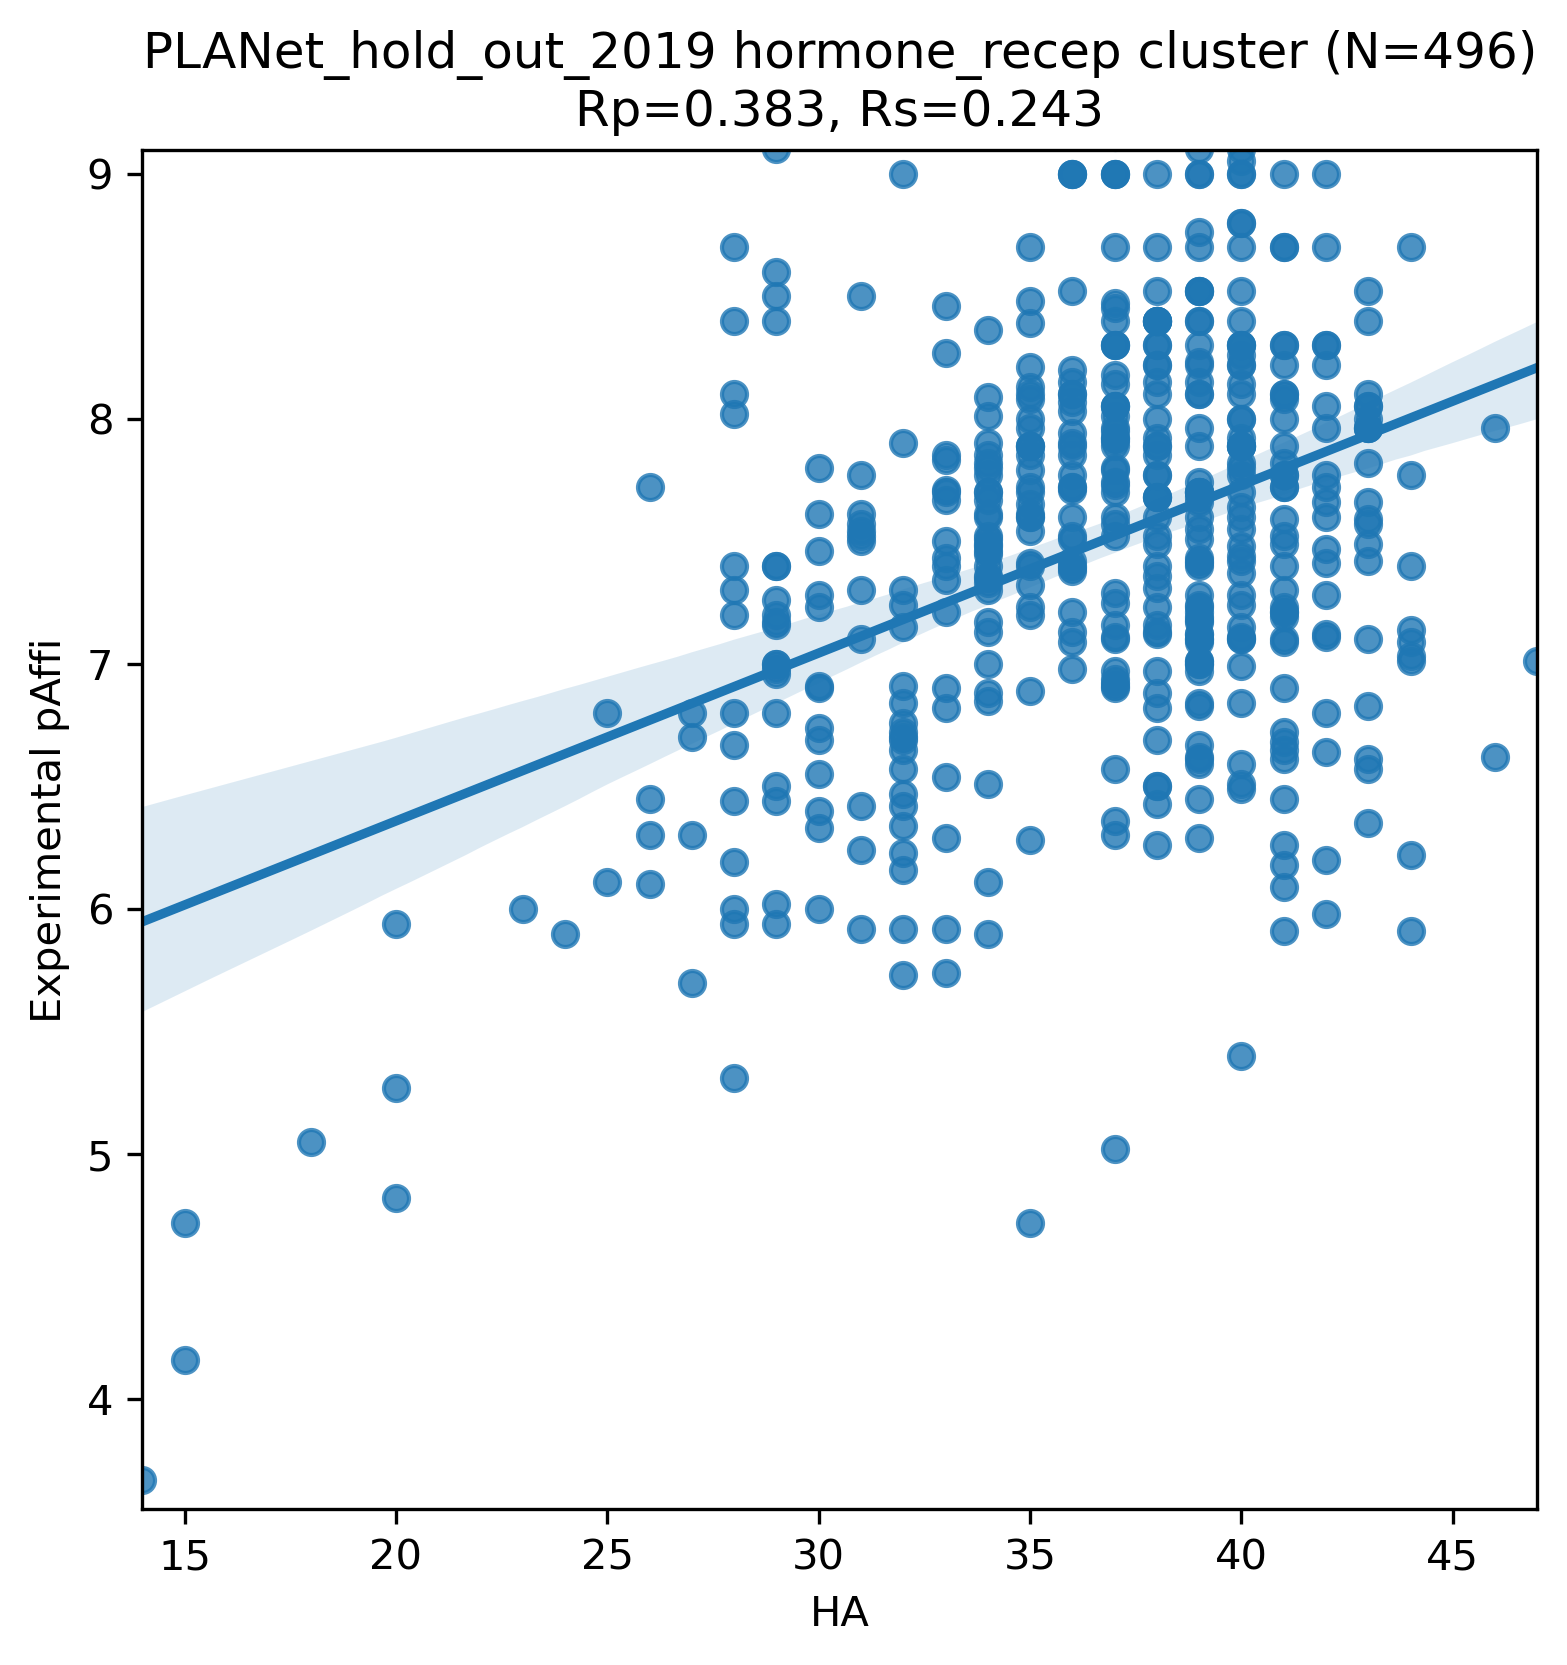 PLANet_hold_out_2019 hormone_recep cluster (N=496)
Rp=0.383, Rs=0.243
9
8
7
6
5
4
Experimental pAffi
15 20 25 30 35 40 45
HA